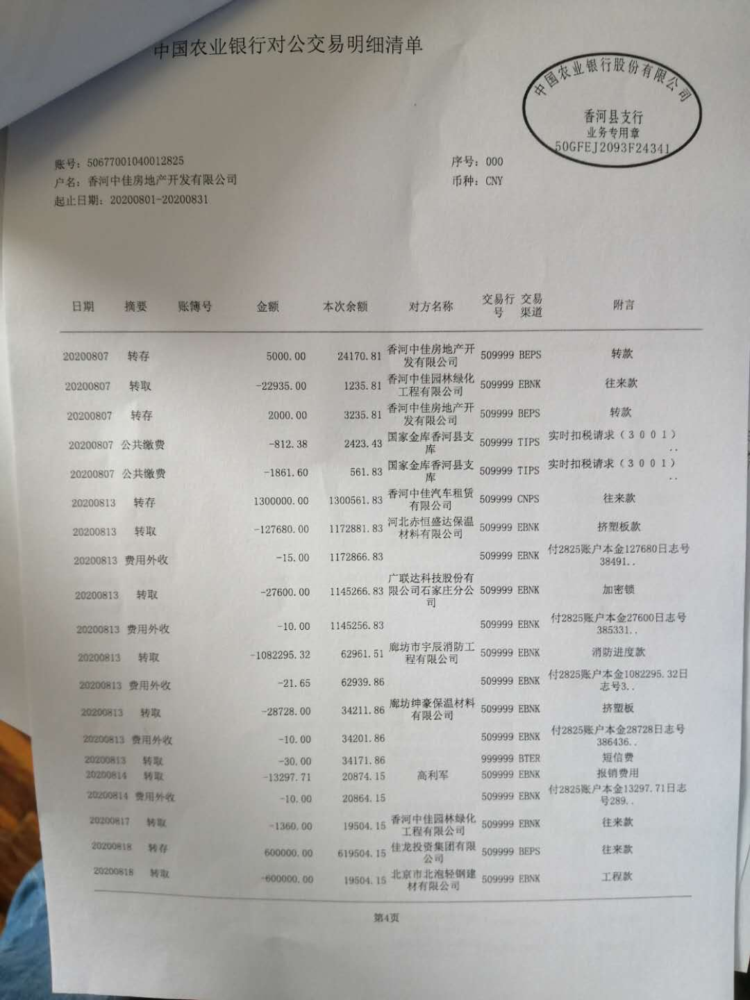 中国农业银行对公交易明细清单
中国农业银行股份有限公司
香河县支行
业务专用章
50GFEJ2093F24341
账号：50677001040012825
序号：000
户名：香河中佳房地产开发有限公司
币种：CNY
起止日期：20200801-20200831
日期 摘要 账簿号 金额 本次余额 对方名称 交易行号 交易渠道 附言
20200807 转存 5000.00 24170.81 香河中佳房地产开发有限公司 509999 BEPS 转款
20200807 转取 -22935.00 1235.81 香河中佳园林绿化工程有限公司 509999 EBNK 往来款
20200807 转存 2000.00 3235.81 香河中佳房地产开发有限公司 509999 BEPS 转款
20200807 公共缴费 -812.38 2423.43 国家金库香河县支库 509999 TIPS 实时扣税请求（3001）..
20200807 公共缴费 -1861.60 561.83 国家金库香河县支库 509999 TIPS 实时扣税请求（3001）..
20200813 转存 1300000.00 1300561.83 香河中佳汽车租赁有限公司 509999 CNPS 往来款
20200813 转取 -127680.00 1172881.83 河北赤恒盛达保温材料有限公司 509999 EBNK 挤塑板款
20200813 费用外收 -15.00 1172866.83 509999 EBNK 付2825账户本金127680日志号38491..
20200813 转取 -27600.00 1145266.83 广联达科技股份有限公司石家庄分公司 509999 EBNK 加密锁
20200813 费用外收 -10.00 1145256.83 509999 EBNK 付2825账户本金27600日志号385331..
20200813 转取 -1082295.32 62961.51 廊坊市宇辰消防工程有限公司 509999 EBNK 消防进度款
20200813 费用外收 -21.65 62939.86 509999 EBNK 付2825账户本金1082295.32日志号3..
20200813 转取 -28728.00 34211.86 廊坊绅豪保温材料有限公司 509999 EBNK 挤塑板
20200813 费用外收 -10.00 34201.86 509999 EBNK 付2825账户本金28728日志号386436..
20200813 转取 -30.00 34171.86 999999 BTER 短信费
20200814 转取 -13297.71 20874.15 高利军 509999 EBNK 报销费用
20200814 费用外收 -10.00 20864.15 509999 EBNK 付2825账户本金13297.71日志号289..
20200817 转取 -1360.00 19504.15 香河中佳园林绿化工程有限公司 509999 EBNK 往来款
20200818 转存 600000.00 619504.15 佳龙投资集团有限公司 509999 BEPS 往来款
20200818 转取 -600000.00 19504.15 北京市北泡轻钢建材有限公司 509999 EBNK 工程款
第4页